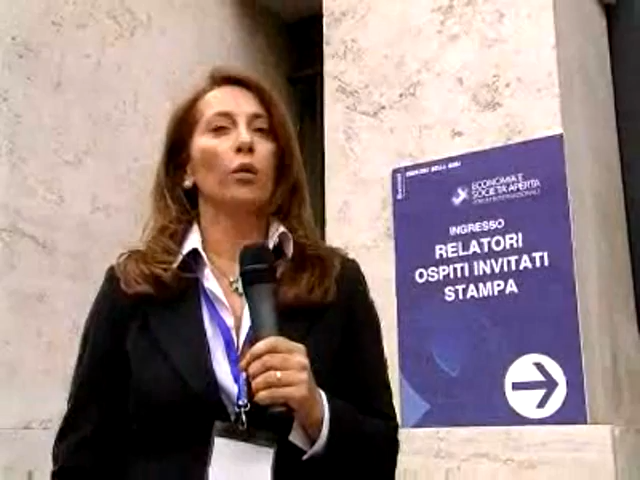 ECONOMIA E
SOCIETÀ APERTA
INGRESSO
RELATORI
OSPITI INVITATI
STAMPA